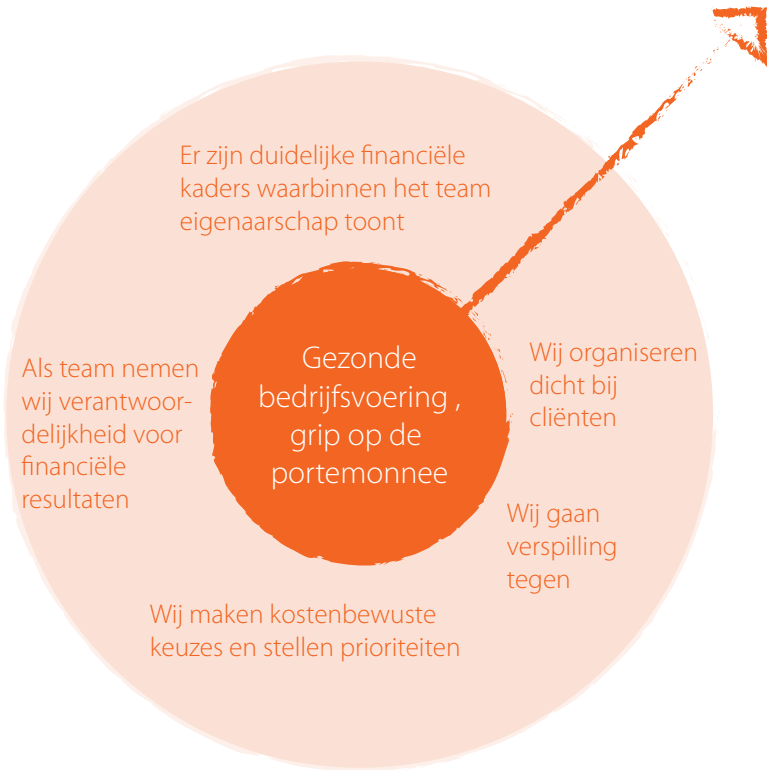 Er zijn duidelijke financiële
kaders waarbinnen het team
eigenaarschap toont
Gezonde
bedrijfsvoering ,
grip op de
portemonnee
Wij organiseren
dicht bij
cliënten
Als team nemen
wij verantwoor-
delijkheid voor
financiële
resultaten
Wij gaan
verspilling
tegen
Wij maken kostenbewuste
keuzes en stellen prioriteiten